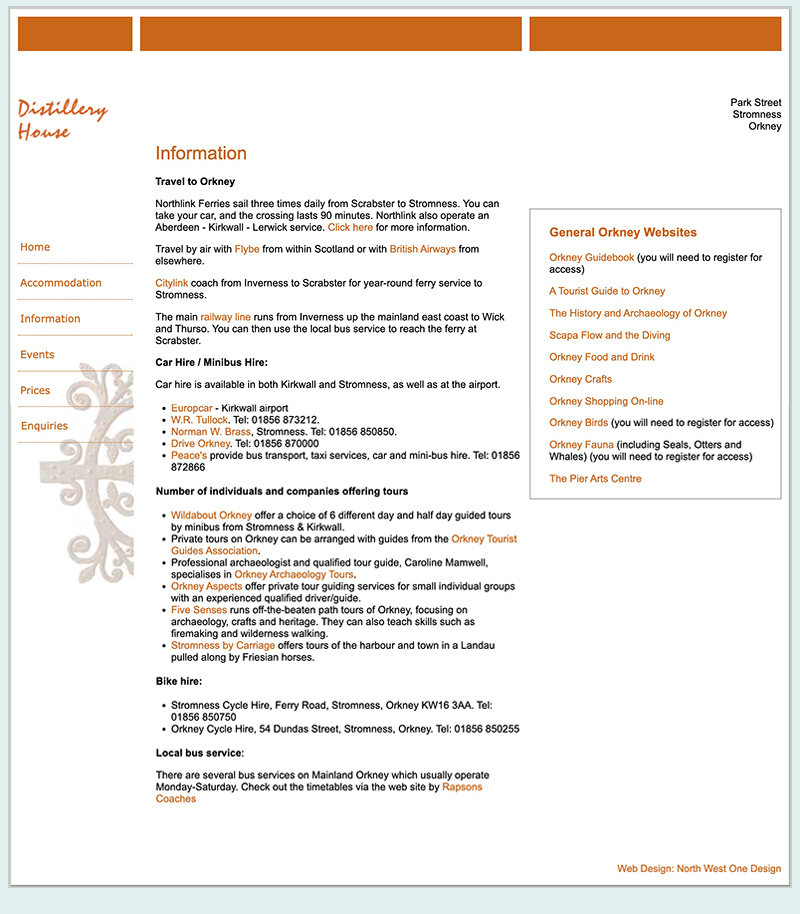 Distillery
House
Park Street
Stromness
Orkney
Home
Accommodation
Information
Events
Prices
Enquiries
Information
Travel to Orkney
Northlink Ferries sail three times daily from Scrabster to Stromness. You can
take your car, and the crossing lasts 90 minutes. Northlink also operate an
Aberdeen - Kirkwall - Lerwick service. Click here for more information.
Travel by air with Flybe from within Scotland or with British Airways from
elsewhere.
Citylink coach from Inverness to Scrabster for year-round ferry service to
Stromness.
The main railway line runs from Inverness up the mainland east coast to Wick
and Thurso. You can then use the local bus service to reach the ferry at
Scrabster.
Car Hire / Minibus Hire:
Car hire is available in both Kirkwall and Stromness, as well as at the airport.
• Europcar - Kirkwall airport
• W.R. Tullock. Tel: 01856 873212.
• Norman W. Brass, Stromness. Tel: 01856 850850.
• Drive Orkney. Tel: 01856 870000
• Peace's provide bus transport, taxi services, car and mini-bus hire. Tel: 01856
872866
Number of individuals and companies offering tours
• Wildabout Orkney offer a choice of 6 different day and half day guided tours
by minibus from Stromness & Kirkwall.
• Private tours on Orkney can be arranged with guides from the Orkney Tourist
Guides Association.
• Professional archaeologist and qualified tour guide, Caroline Mamwell,
specialises in Orkney Archaeology Tours.
• Orkney Aspects offer private tour guiding services for small individual groups
with an experienced qualified driver/guide.
• Five Senses runs off-the-beaten path tours of Orkney, focusing on
archaeology, crafts and heritage. They can also teach skills such as
firemaking and wilderness walking.
• Stromness by Carriage offers tours of the harbour and town in a Landau
pulled along by Friesian horses.
Bike hire:
• Stromness Cycle Hire, Ferry Road, Stromness, Orkney KW16 3AA. Tel:
01856 850750
• Orkney Cycle Hire, 54 Dundas Street, Stromness, Orkney. Tel: 01856 850255
Local bus service:
There are several bus services on Mainland Orkney which usually operate
Monday-Saturday. Check out the timetables via the web site by Rapsons
Coaches
General Orkney Websites
Orkney Guidebook (you will need to register for
access)
A Tourist Guide to Orkney
The History and Archaeology of Orkney
Scapa Flow and the Diving
Orkney Food and Drink
Orkney Crafts
Orkney Shopping On-line
Orkney Birds (you will need to register for access)
Orkney Fauna (including Seals, Otters and
Whales) (you will need to register for access)
The Pier Arts Centre
Web Design: North West One Design